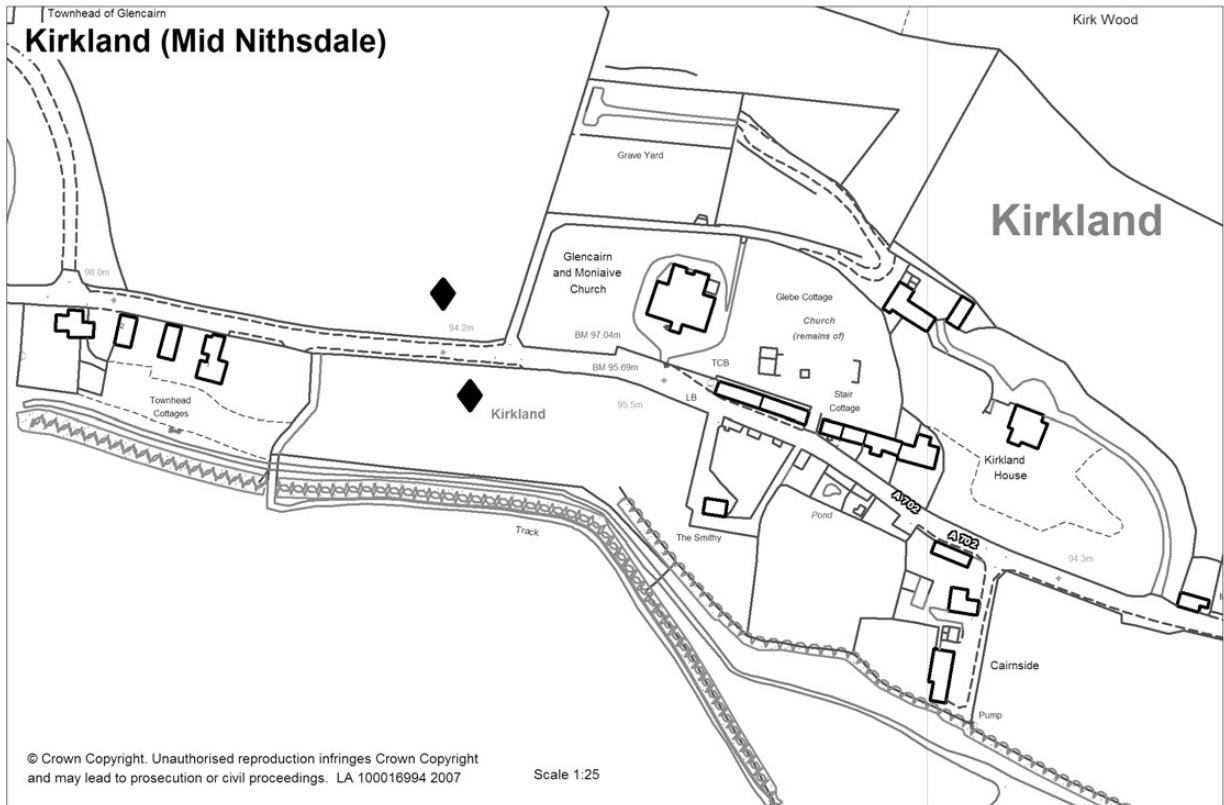 Townhead of Glencairn
Kirk Wood
Kirkland (Mid Nithsdale)
Grave Yard
Kirkland
Glencairn
and Moniaive
Church
98.0m
94.2m
2
BM 97.04m
Glebe Cottage
Church
(remains of)
BM 95.69m
TCB
95.5m
LB
Stair
Cottage
Townhead
Cottages
Kirkland
Kirkland
House
A 702
Pond
Track
The Smithy
A 702
94.3m
M
Cairnside
Pump
© Crown Copyright. Unauthorised reproduction infringes Crown Copyright
and may lead to prosecution or civil proceedings. LA 100016994 2007
Scale 1:25